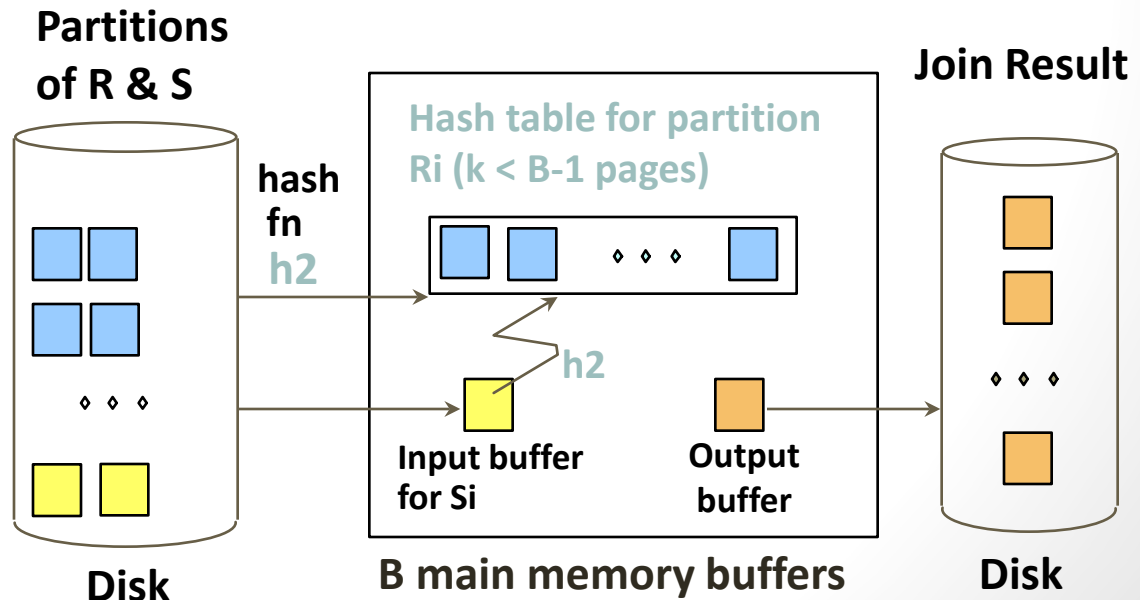 Partitions
of R & S
hash
fn
h2
Hash table for partition
Ri (k < B-1 pages)
h2
Input buffer
for Si
Output
buffer
Join Result
Disk
B main memory buffers
Disk